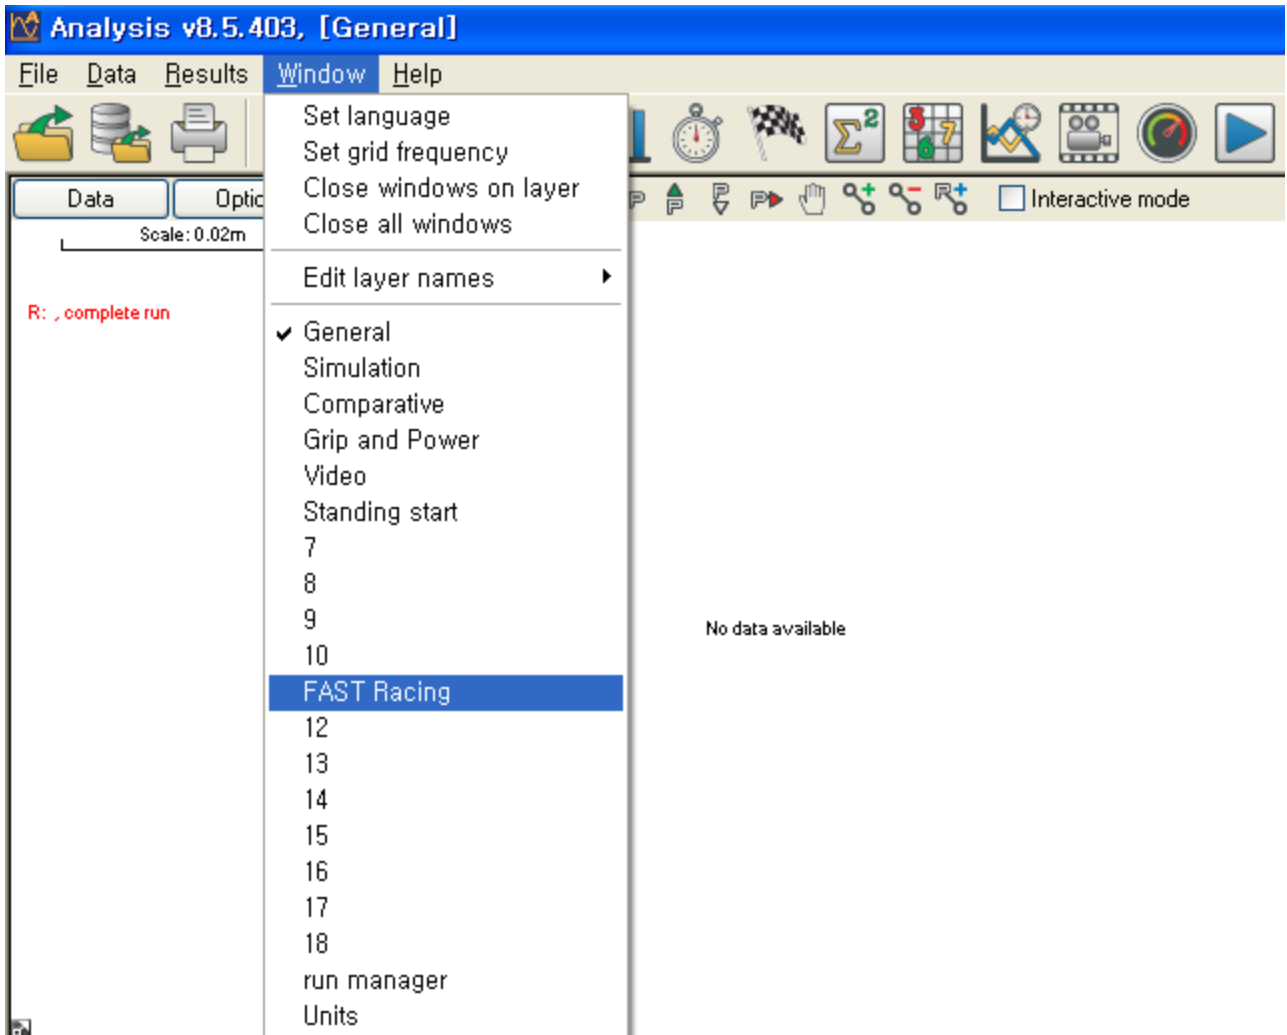 Analysis v8.5.403, [General]
File Data Results Window Help
Set language
Set grid frequency
Close windows on layer
Close all windows
Edit layer names
General
Simulation
Comparative
Grip and Power
Video
Standing start
7
8
9
10
FAST Racing
12
13
14
15
16
17
18
run manager
Units
Data Optio
Interactive mode
Scale: 0.02m
R: , complete run
No data available